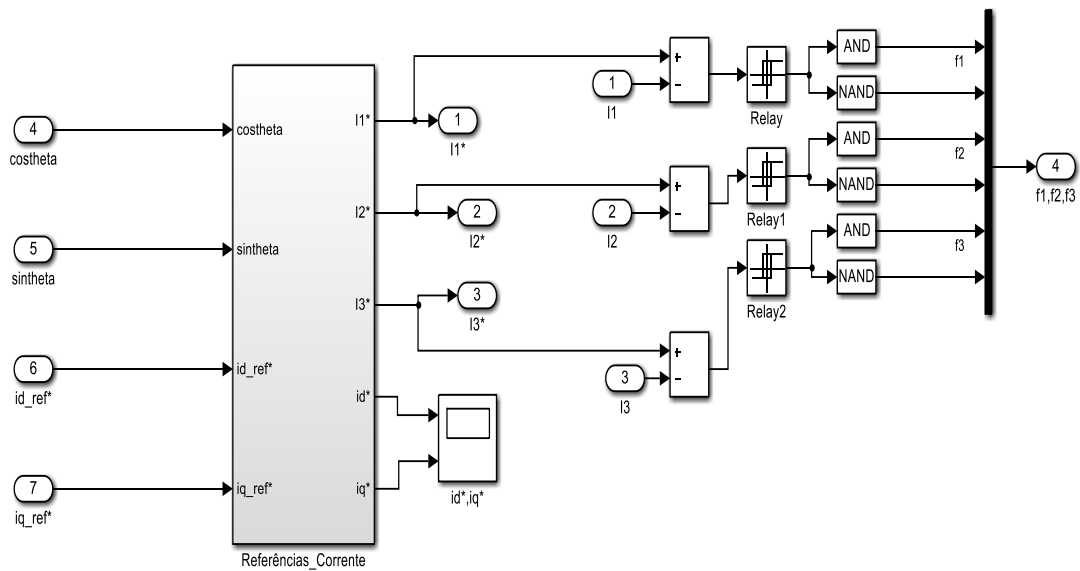 4
costheta
5
sintheta
6
id_ref*
7
iq_ref*
costheta
sintheta
id_ref*
iq_ref*
I1*
I2*
I3*
id*
iq*
Referências_Corrente
1
I1*
2
I2*
3
I3*
id*,iq*
1
I1
2
I2
3
I3
+
-
+
-
+
-
Relay
Relay1
Relay2
AND
NAND
AND
NAND
AND
NAND
f1
f2
f3
4
f1,f2,f3